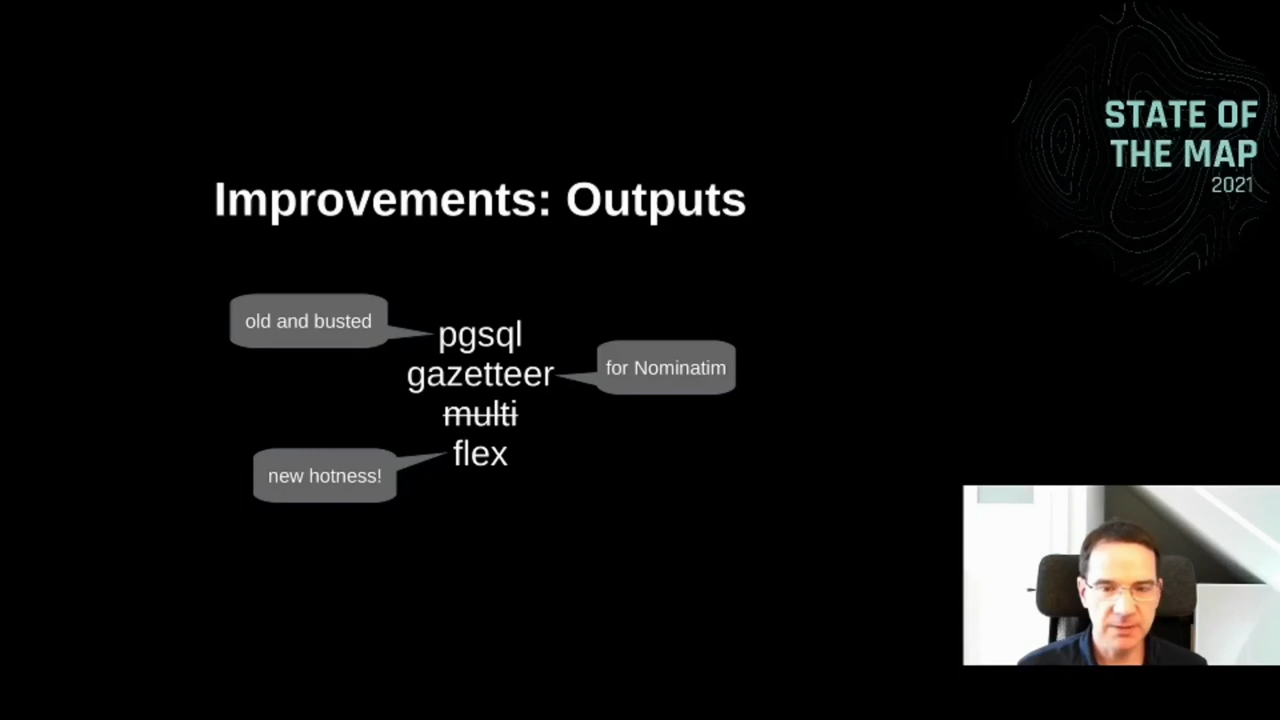 STATE OF
THE MAP
2021
Improvements: Outputs
old and busted
pgsql
gazetteer
for Nominatim
multi
flex
new hotness!